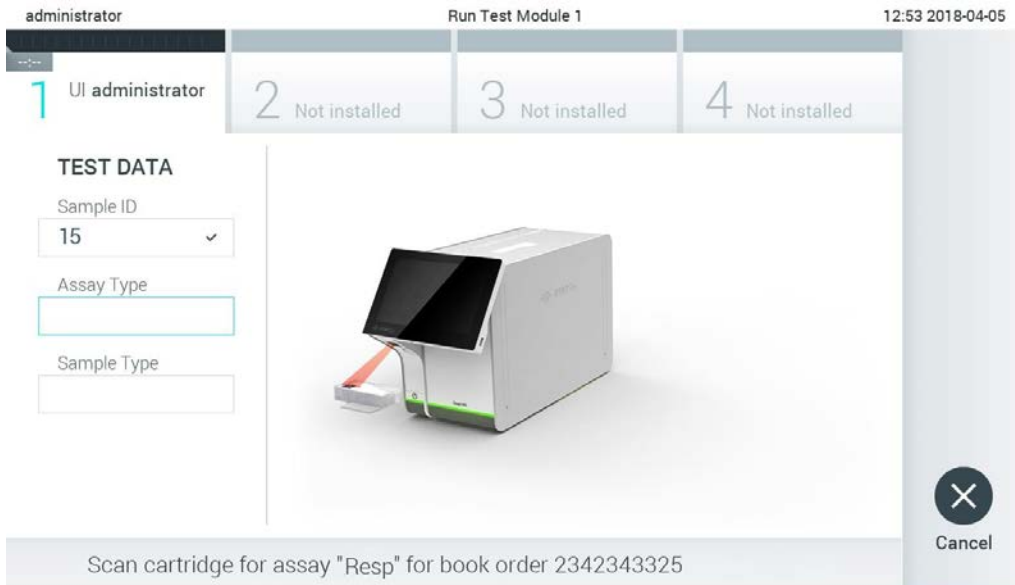 administrator
Run Test Module 1
12:53 2018-04-05
--:--
1 UI administrator
2 Not installed
3 Not installed
4 Not installed
TEST DATA
Sample ID
15
Assay Type
Sample Type
Cancel
Scan cartridge for assay "Resp" for book order 2342343325